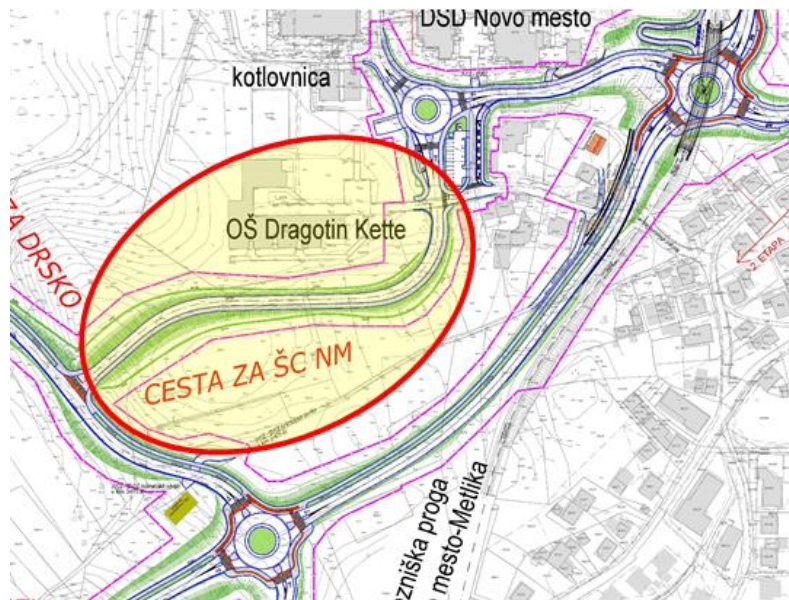 DSD Novo mesto
kotlovnica
OŠ Dragotin Kette
ZA DRSKO
CESTA ZA ŠC NM
2. ETAPA
zniška proga
mesto-Metlika